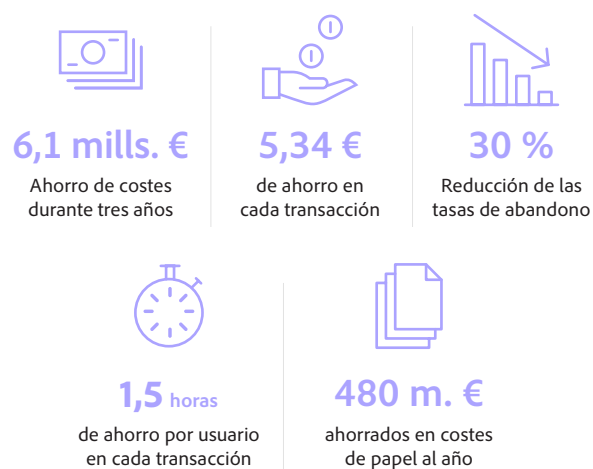 6,1 mills. €
Ahorro de costes
durante tres años
5,34 €
de ahorro en
cada transacción
30 %
Reducción de las
tasas de abandono
1,5 horas
de ahorro por usuario
en cada transacción
480 m. €
ahorrados en costes
de papel al año